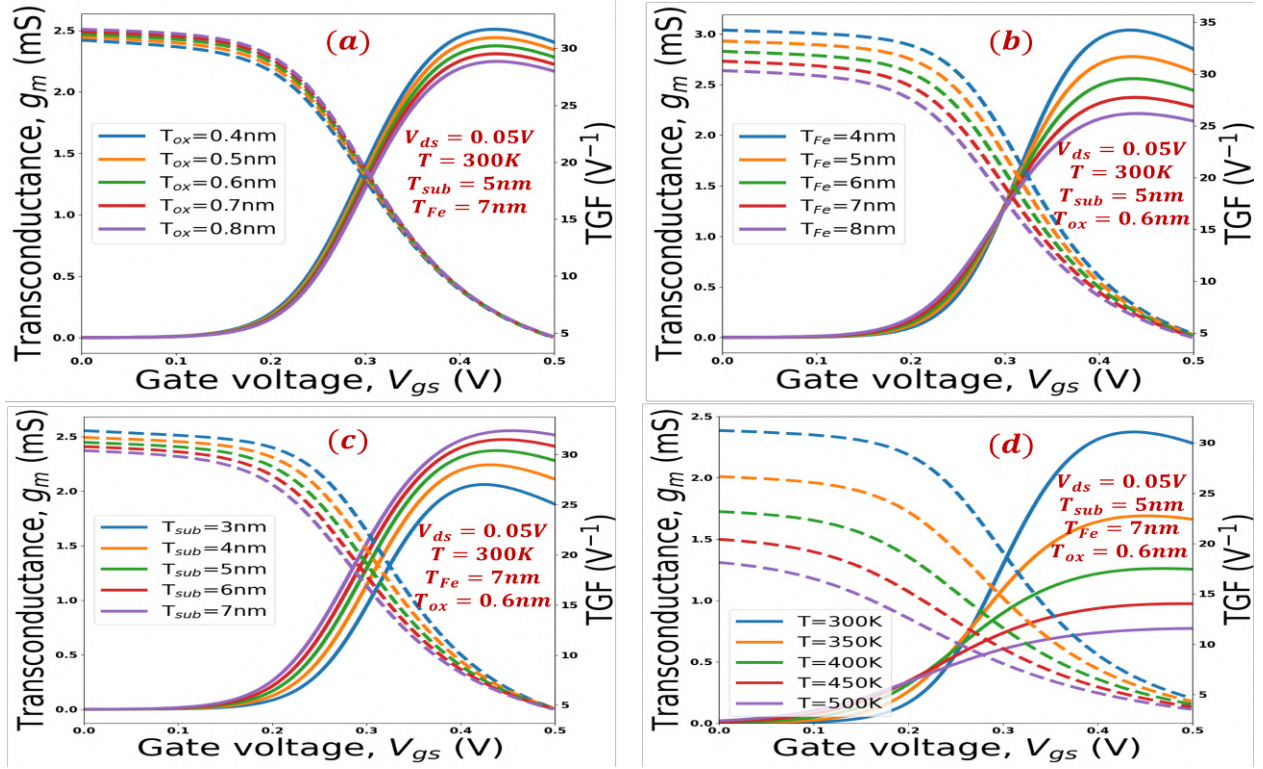 (a)
Transconductance, g_m (mS)
2.5
2.0
1.5
1.0
0.5
0.0
T_ox=0.4nm
T_ox=0.5nm
T_ox=0.6nm
T_ox=0.7nm
T_ox=0.8nm
V_ds = 0.05V
T = 300K
T_sub = 5nm
T_Fe = 7nm
30
25
20
15
10
5
TGF (V⁻¹)
0.0 0.1 0.2 0.3 0.4 0.5
Gate voltage, V_gs (V)
(b)
Transconductance, g_m (mS)
3.0
2.5
2.0
1.5
1.0
0.5
0.0
T_Fe=4nm
T_Fe=5nm
T_Fe=6nm
T_Fe=7nm
T_Fe=8nm
V_ds = 0.05V
T = 300K
T_sub = 5nm
T_ox = 0.6nm
35
30
25
20
15
10
5
TGF (V⁻¹)
0.0 0.1 0.2 0.3 0.4 0.5
Gate voltage, V_gs (V)
(c)
Transconductance, g_m (mS)
2.5
2.0
1.5
1.0
0.5
0.0
T_sub=3nm
T_sub=4nm
T_sub=5nm
T_sub=6nm
T_sub=7nm
V_ds = 0.05V
T = 300K
T_Fe = 7nm
T_ox = 0.6nm
30
25
20
15
10
5
TGF (V⁻¹)
0.0 0.1 0.2 0.3 0.4 0.5
Gate voltage, V_gs (V)
(d)
Transconductance, g_m (mS)
2.5
2.0
1.5
1.0
0.5
0.0
T=300K
T=350K
T=400K
T=450K
T=500K
V_ds = 0.05V
T_sub = 5nm
T_Fe = 7nm
T_ox = 0.6nm
30
25
20
15
10
5
TGF (V⁻¹)
0.0 0.1 0.2 0.3 0.4 0.5
Gate voltage, V_gs (V)